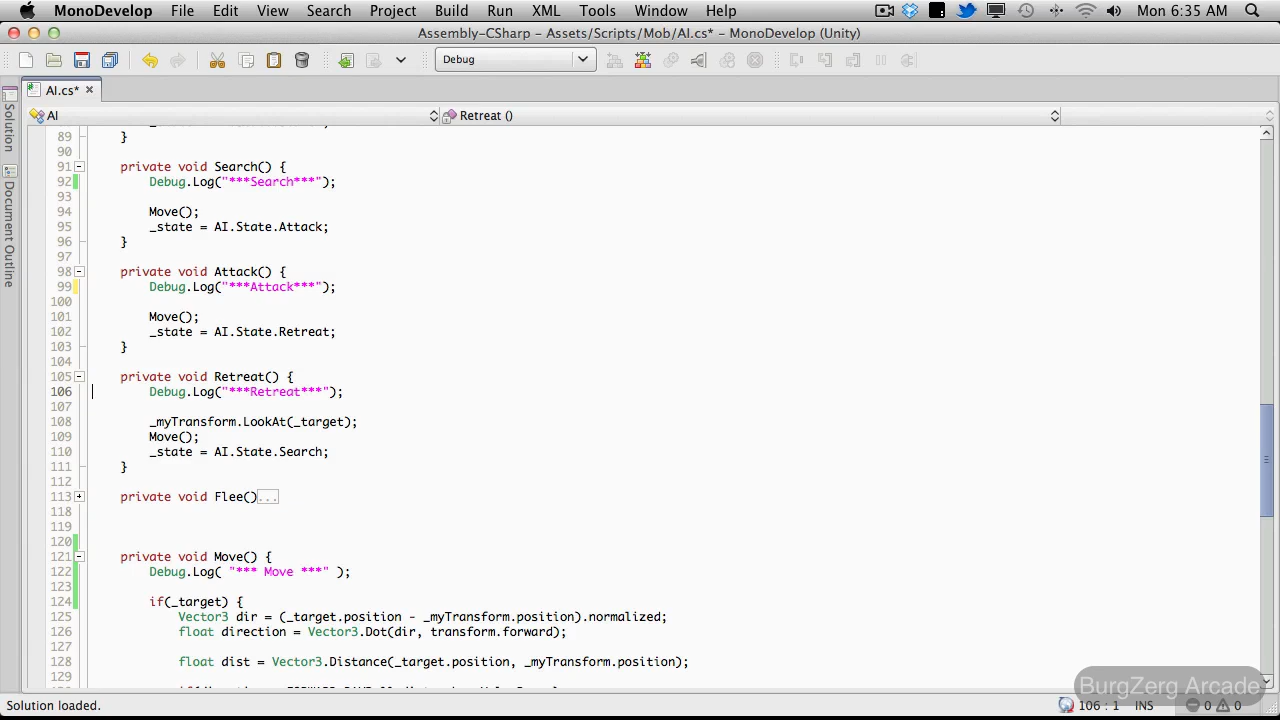 MonoDevelop File Edit View Search Project Build Run XML Tools Window Help Mon 6:35 AM
Assembly-CSharp – Assets/Scripts/Mob/AI.cs* – MonoDevelop (Unity)
Debug
AI.cs*
AI Retreat ()
Solution
Document Outline
89 }
90
91 private void Search() {
92 Debug.Log("***Search***");
93
94 Move();
95 _state = AI.State.Attack;
96 }
97
98 private void Attack() {
99 Debug.Log("***Attack***");
100
101 Move();
102 _state = AI.State.Retreat;
103 }
104
105 private void Retreat() {
106 Debug.Log("***Retreat***");
107
108 _myTransform.LookAt(_target);
109 Move();
110 _state = AI.State.Search;
111 }
112
113 private void Flee()...
118
119
120
121 private void Move() {
122 Debug.Log( "*** Move ***" );
123
124 if(_target) {
125 Vector3 dir = (_target.position - _myTransform.position).normalized;
126 float direction = Vector3.Dot(dir, transform.forward);
127
128 float dist = Vector3.Distance(_target.position, _myTransform.position);
129
BurgZerg Arcade
Solution loaded. 106 : 1 INS 0 0